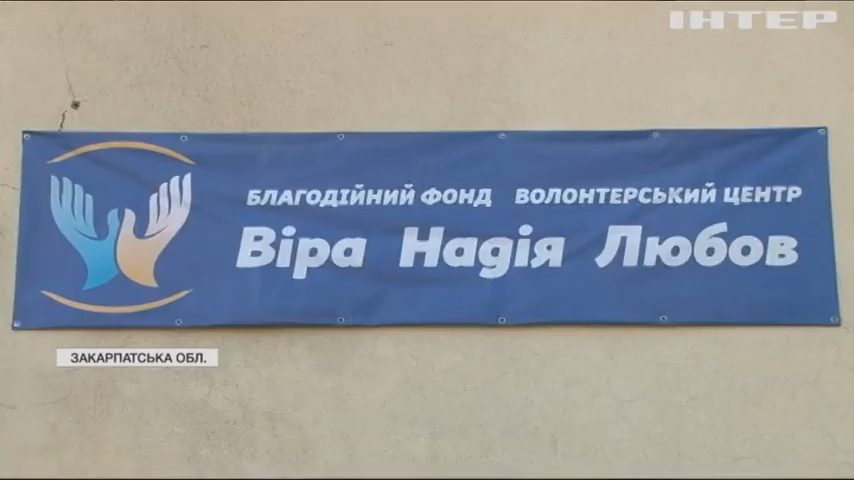 ІНТЕР
БЛАГОДІЙНИЙ ФОНД ВОЛОНТЕРСЬКИЙ ЦЕНТР
Віра Надія Любов
ЗАКАРПАТСЬКА ОБЛ.